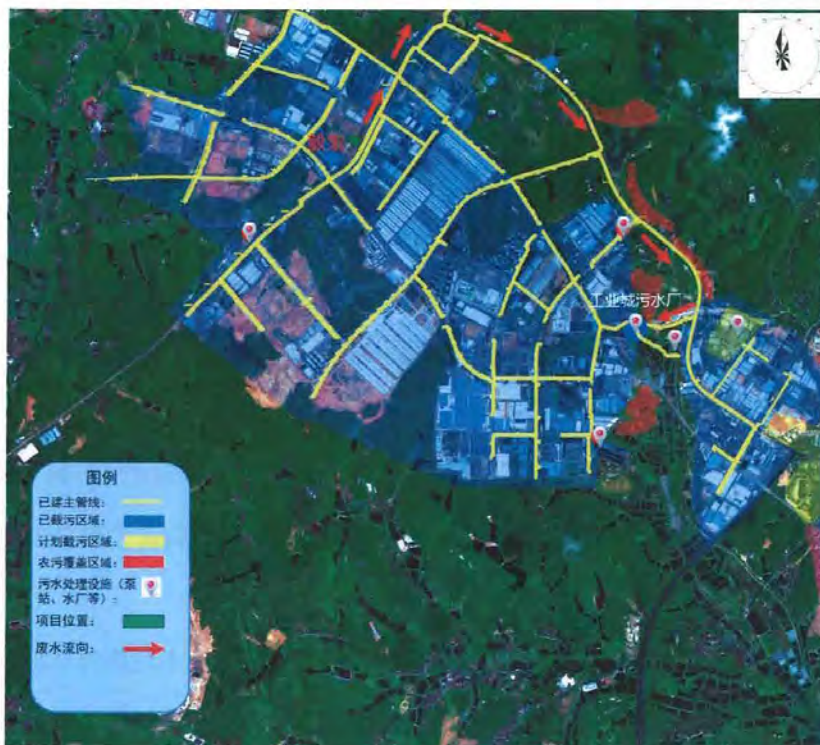 工业城污水厂
图例
已建主管线：
已截污区域：
计划截污区域：
农污覆盖区域：
污水处理设施（泵
站、水厂等）：
项目位置：
废水流向：